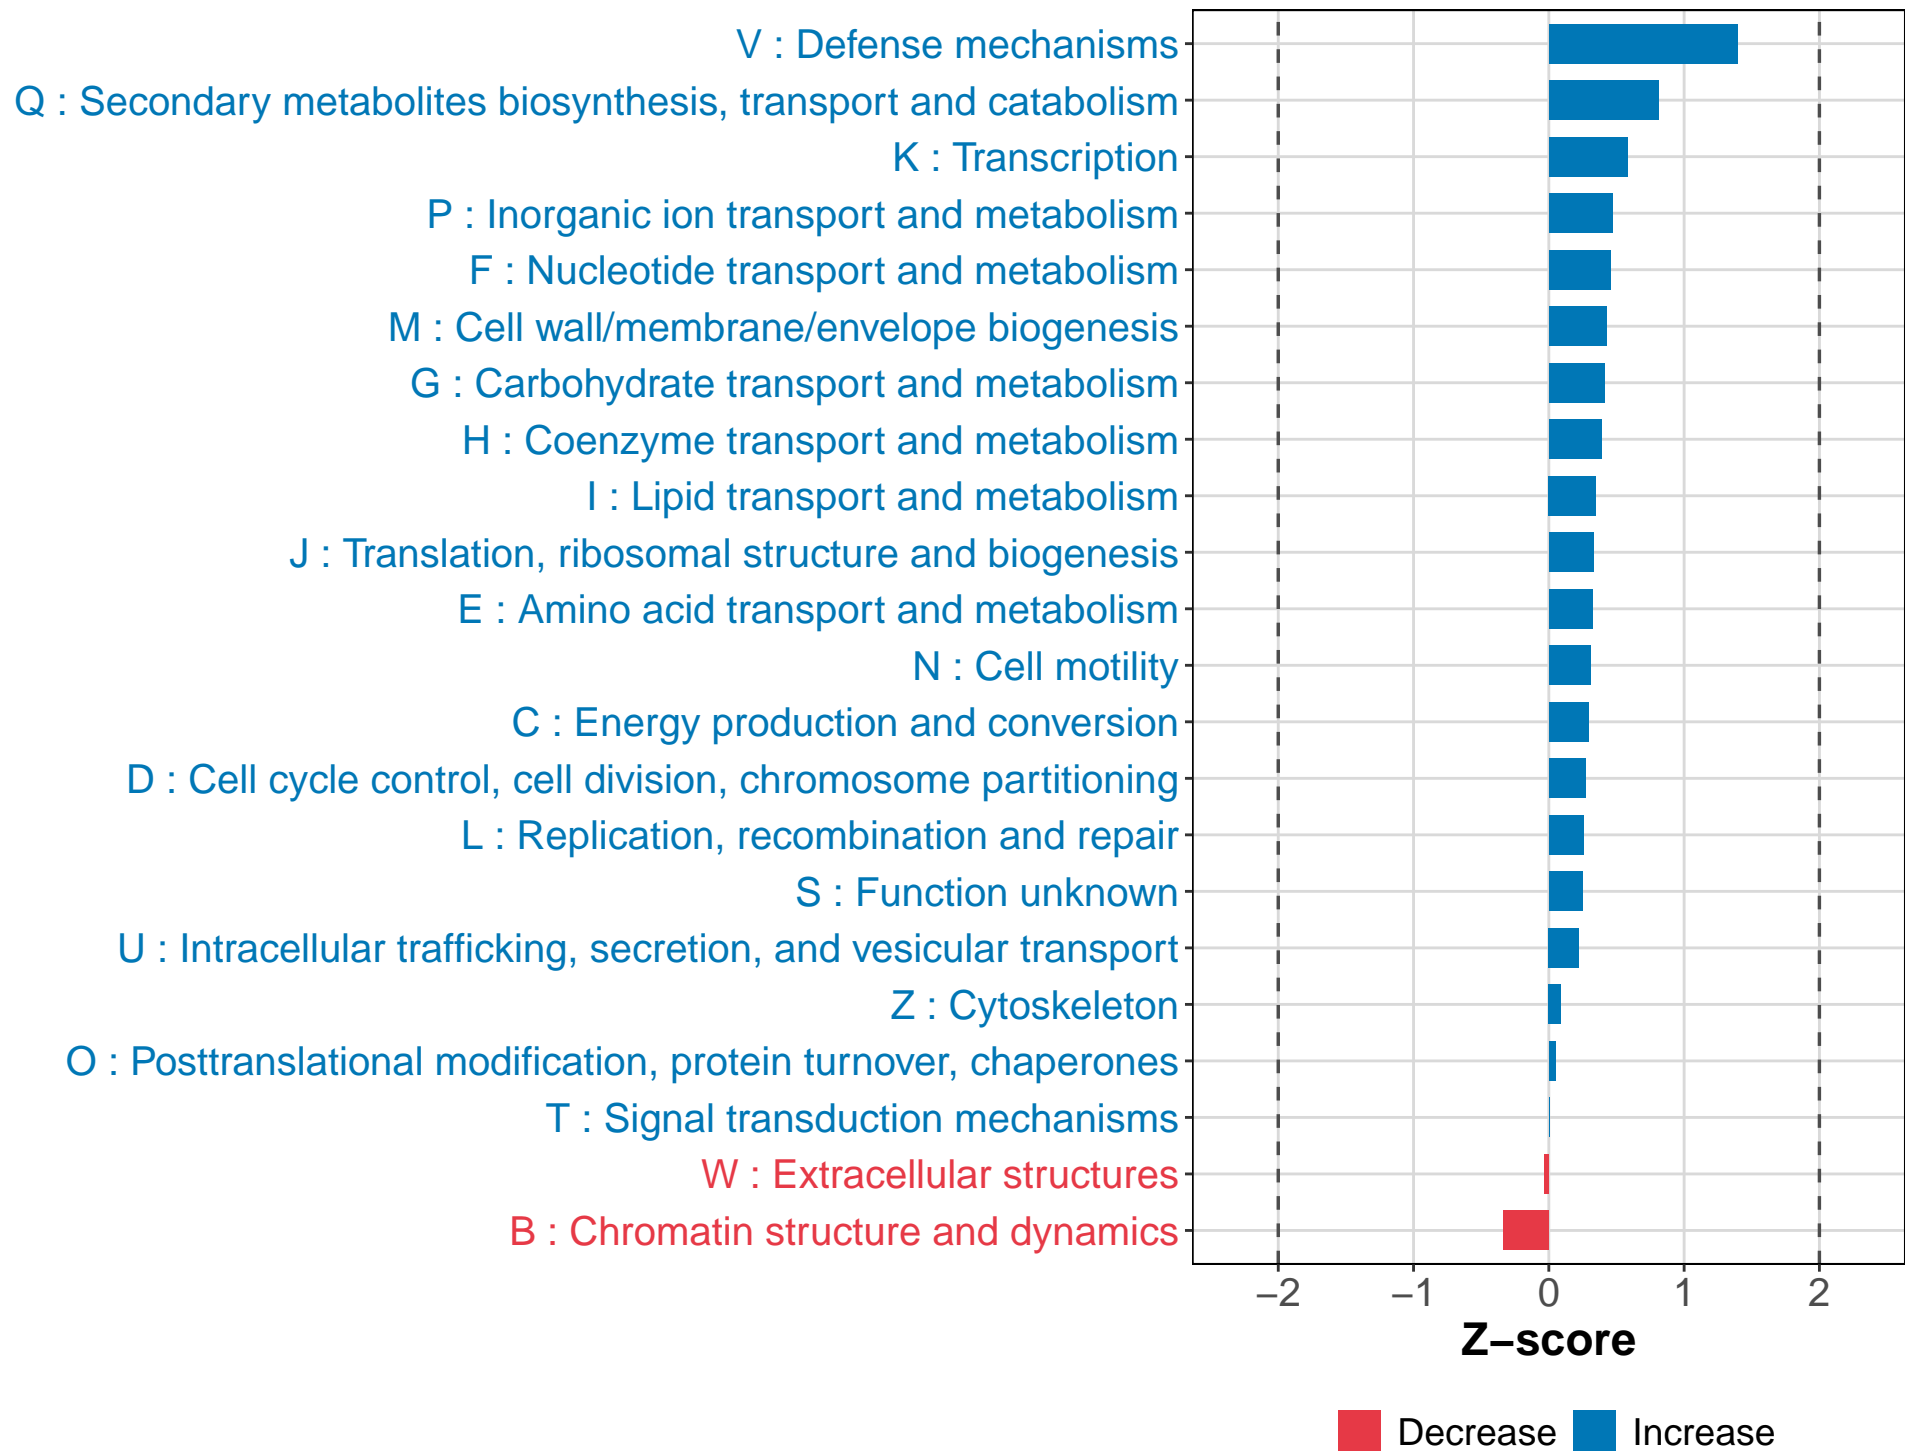 V : Defense mechanisms
Q : Secondary metabolites biosynthesis, transport and catabolism
K : Transcription
P : Inorganic ion transport and metabolism
F : Nucleotide transport and metabolism
M : Cell wall/membrane/envelope biogenesis
G : Carbohydrate transport and metabolism
H : Coenzyme transport and metabolism
I : Lipid transport and metabolism
J : Translation, ribosomal structure and biogenesis
E : Amino acid transport and metabolism
N : Cell motility
C : Energy production and conversion
D : Cell cycle control, cell division, chromosome partitioning
L : Replication, recombination and repair
S : Function unknown
U : Intracellular trafficking, secretion, and vesicular transport
Z : Cytoskeleton
O : Posttranslational modification, protein turnover, chaperones
T : Signal transduction mechanisms
W : Extracellular structures
B : Chromatin structure and dynamics
−2 −1 0 1 2
Z−score
Decrease Increase